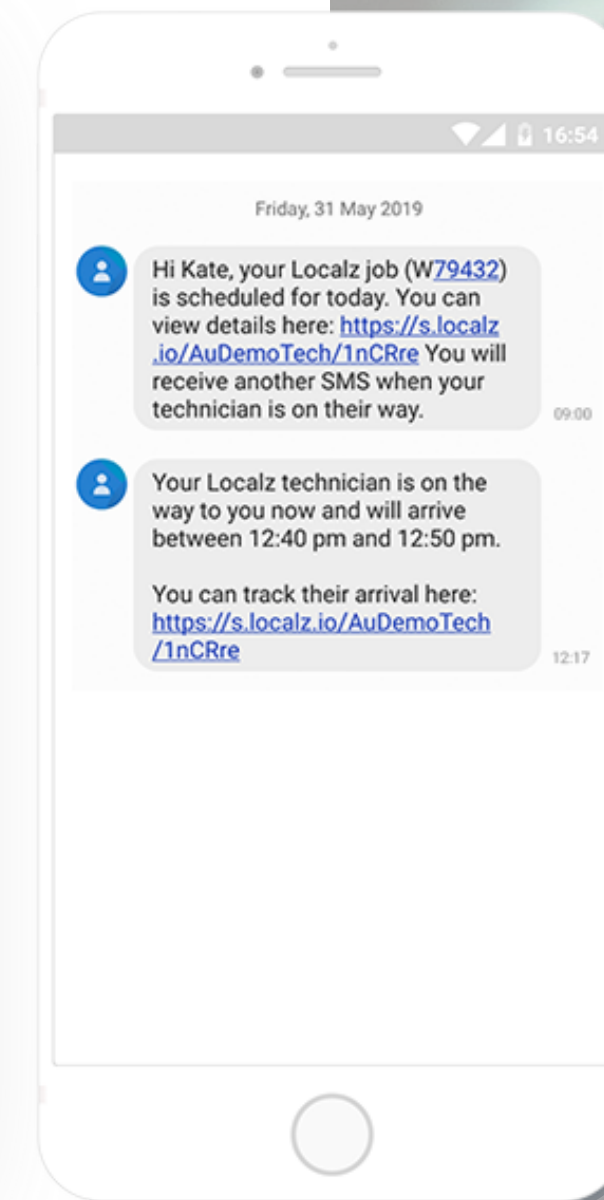 16:54
Friday, 31 May 2019
Hi Kate, your Localz job (W79432)
is scheduled for today. You can
view details here: https://s.localz
.io/AuDemoTech/1nCRre You will
receive another SMS when your
technician is on their way.
09:00
Your Localz technician is on the
way to you now and will arrive
between 12:40 pm and 12:50 pm.
You can track their arrival here:
https://s.localz.io/AuDemoTech
/1nCRre
12:17